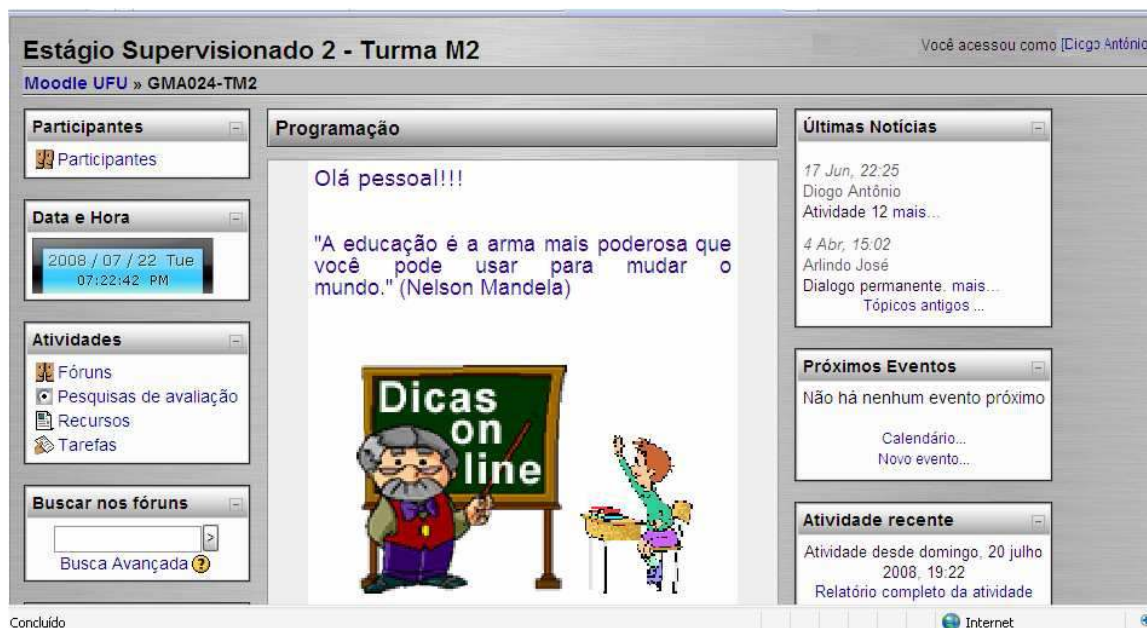 Estágio Supervisionado 2 - Turma M2
Você acessou como [Diogo Antônio
Moodle UFU » GMA024-TM2
Participantes
Participantes
Data e Hora
2008 / 07 / 22 Tue
07:22:42 PM
Atividades
Fóruns
Pesquisas de avaliação
Recursos
Tarefas
Buscar nos fóruns
>
Busca Avançada ?
Programação
Olá pessoal!!!
"A educação é a arma mais poderosa que
você pode usar para mudar o
mundo." (Nelson Mandela)
Dicas
on
line
Últimas Notícias
17 Jun, 22:25
Diogo Antônio
Atividade 12 mais...
4 Abr, 15:02
Arlindo José
Dialogo permanente. mais...
Tópicos antigos ...
Próximos Eventos
Não há nenhum evento próximo
Calendário...
Novo evento...
Atividade recente
Atividade desde domingo, 20 julho
2008, 19:22
Relatório completo da atividade
Concluído
Internet